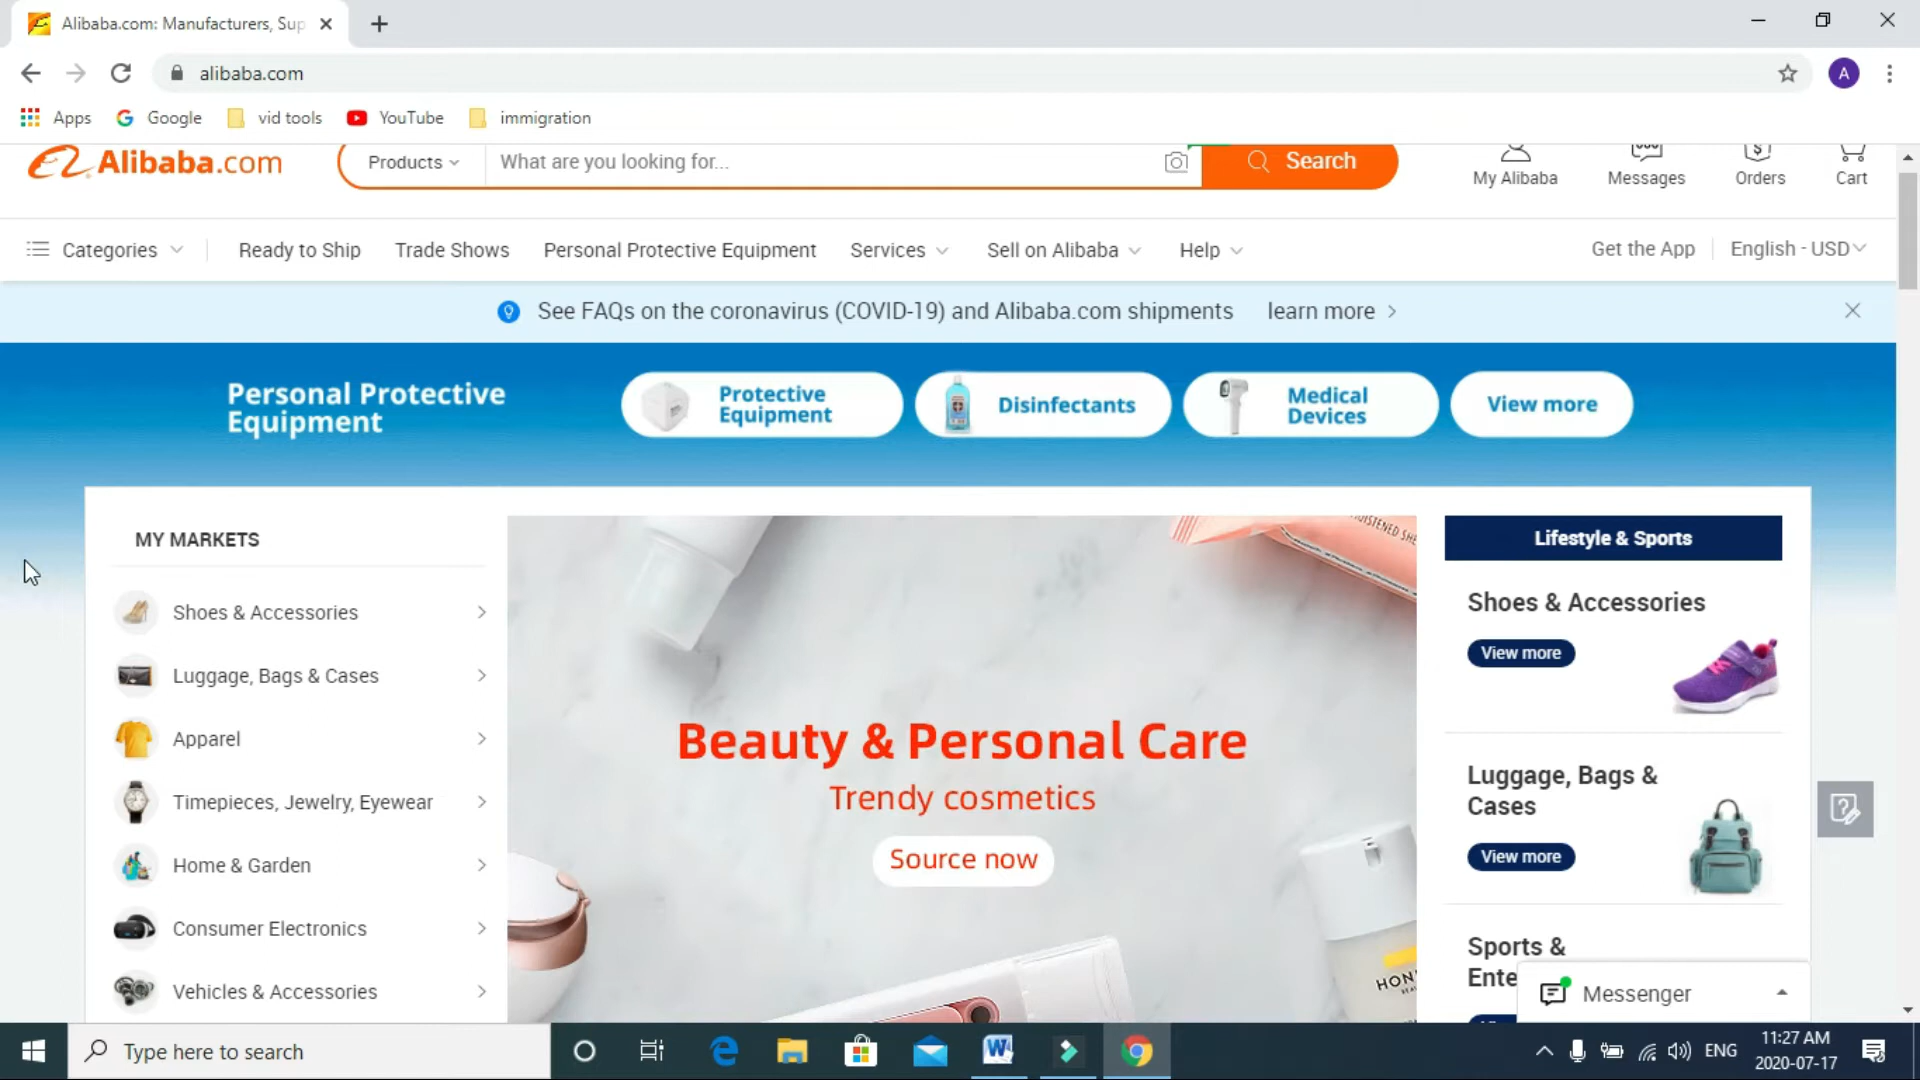 Alibaba.com: Manufacturers, Sup
alibaba.com
A
Apps
Google
vid tools
YouTube
immigration
Alibaba.com
Products
What are you looking for...
Search
My Alibaba
Messages
Orders
Cart
Categories
Ready to Ship
Trade Shows
Personal Protective Equipment
Services
Sell on Alibaba
Help
Get the App
English - USD
See FAQs on the coronavirus (COVID-19) and Alibaba.com shipments
learn more
Personal Protective
Equipment
Protective
Equipment
Disinfectants
Medical
Devices
View more
MY MARKETS
Shoes & Accessories
Luggage, Bags & Cases
Apparel
Timepieces, Jewelry, Eyewear
Home & Garden
Consumer Electronics
Vehicles & Accessories
Beauty & Personal Care
Trendy cosmetics
Source now
HON
Lifestyle & Sports
Shoes & Accessories
View more
Luggage, Bags &
Cases
View more
Sports &
Ente
Messenger
Type here to search
ENG
11:27 AM
2020-07-17